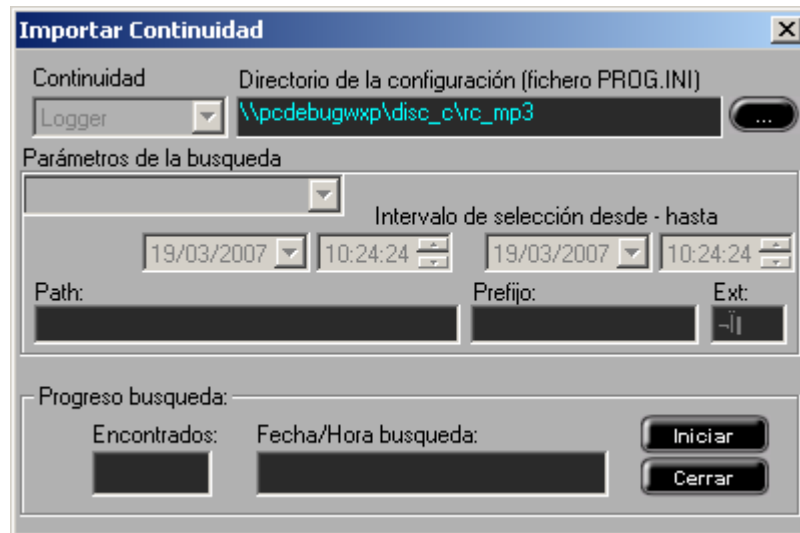 Importar Continuidad
Continuidad
Directorio de la configuración (fichero PROG.INI)
Logger
\\pcdebugwxp\disc_c\rc_mp3
...
Parámetros de la busqueda
Intervalo de selección desde - hasta
19/03/2007 10:24:24 19/03/2007 10:24:24
Path: Prefijo: Ext:
Progreso busqueda:
Encontrados: Fecha/Hora busqueda:
Iniciar
Cerrar